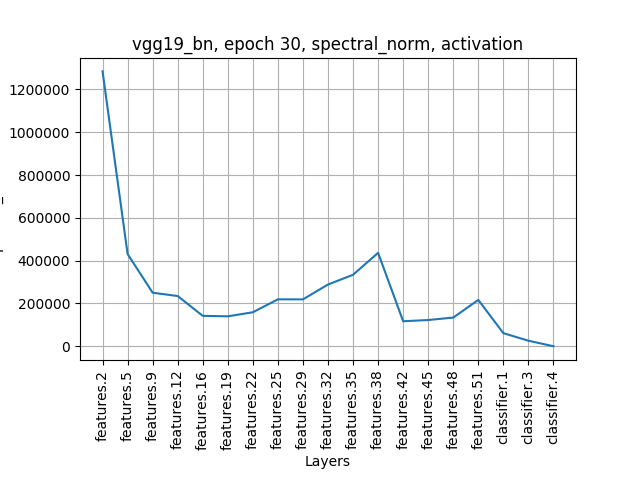 vgg19_bn, epoch 30, spectral_norm, activation
1200000
1000000
800000
600000
400000
200000
0
features.2
features.5
features.9
features.12
features.16
features.19
features.22
features.25
features.29
features.32
features.35
features.38
features.42
features.45
features.48
features.51
classifier.1
classifier.3
classifier.4
Layers